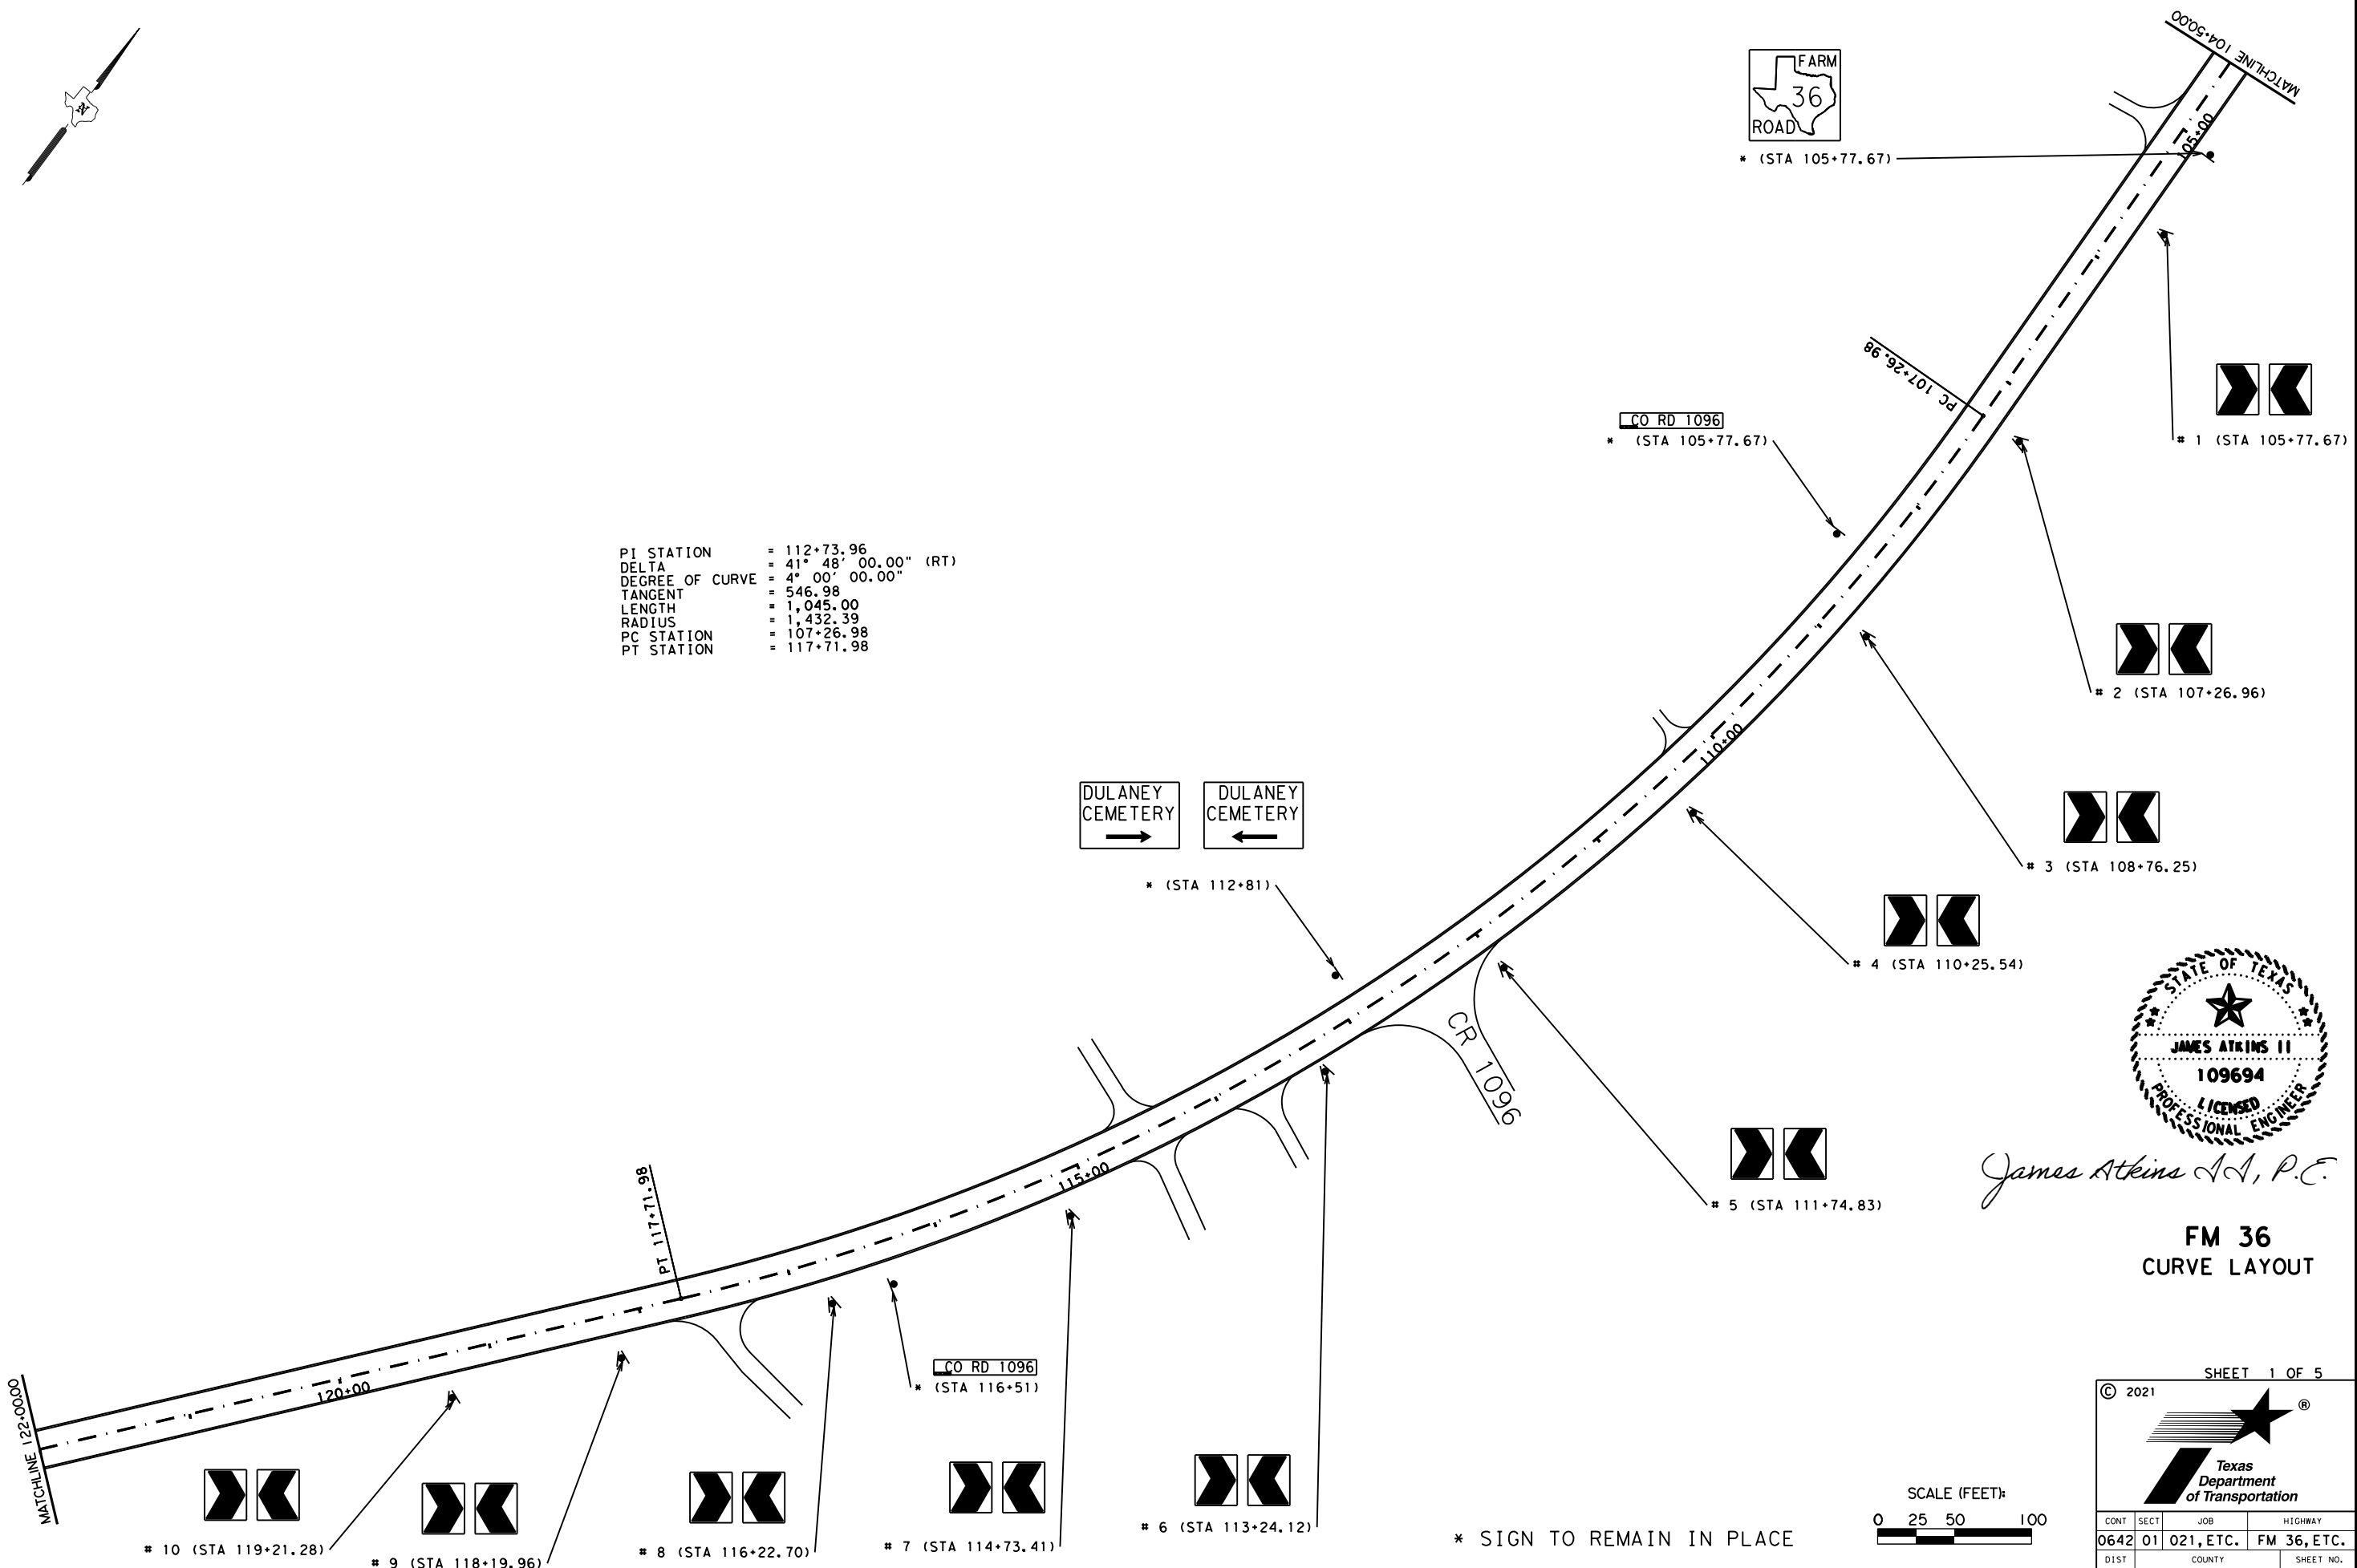 MATCHLINE 104+50.00
N
FARM
36
ROAD
* (STA 105+77.67)
105+00
PC 107+26.98
# 1 (STA 105+77.67)
CO RD 1096
* (STA 105+77.67)
PI STATION = 112+73.96
DELTA = 41° 48' 00.00" (RT)
DEGREE OF CURVE = 4° 00' 00.00"
TANGENT = 546.98
LENGTH = 1,045.00
RADIUS = 1,432.39
PC STATION = 107+26.98
PT STATION = 117+71.98
# 2 (STA 107+26.96)
110+00
DULANEY
CEMETERY
DULANEY
CEMETERY
* (STA 112+81)
# 3 (STA 108+76.25)
# 4 (STA 110+25.54)
STATE OF TEXAS
JAMES ATKINS II
109694
LICENSED
PROFESSIONAL ENGINEER
CR 1096
James Atkins II, P.E.
115+00
PT 117+71.98
# 5 (STA 111+74.83)
FM 36
CURVE LAYOUT
CO RD 1096
* (STA 116+51)
120+00
MATCHLINE 122+00.00
# 10 (STA 119+21.28)
# 9 (STA 118+19.96)
# 8 (STA 116+22.70)
# 7 (STA 114+73.41)
# 6 (STA 113+24.12)
* SIGN TO REMAIN IN PLACE
SCALE (FEET):
0 25 50 100
SHEET 1 OF 5
© 2021
®
Texas
Department
of Transportation
CONT SECT JOB HIGHWAY
0642 01 021,ETC. FM 36,ETC.
DIST COUNTY SHEET NO.